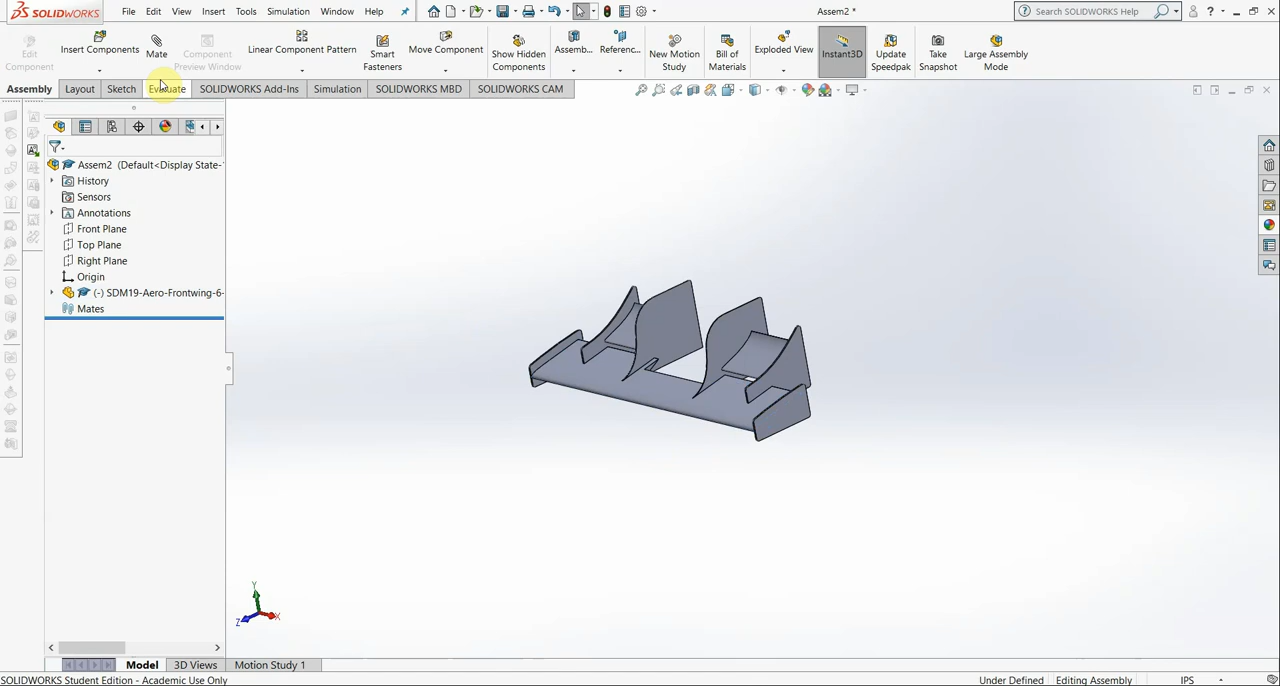 SOLIDWORKS File Edit View Insert Tools Simulation Window Help Assem2 * Search SOLIDWORKS Help
Edit Component
Insert Components
Mate
Component Preview Window
Linear Component Pattern
Smart Fasteners
Move Component
Show Hidden Components
Assemb...
Referenc...
New Motion Study
Bill of Materials
Exploded View
Instant3D
Update Speedpak
Take Snapshot
Large Assembly Mode
Assembly Layout Sketch Evaluate SOLIDWORKS Add-Ins Simulation SOLIDWORKS MBD SOLIDWORKS CAM
Assem2 (Default<Display State-
History
Sensors
Annotations
Front Plane
Top Plane
Right Plane
Origin
(-) SDM19-Aero-Frontwing-6-
Mates
Y
Z X
Model 3D Views Motion Study 1
SOLIDWORKS Student Edition - Academic Use Only Under Defined Editing Assembly IPS